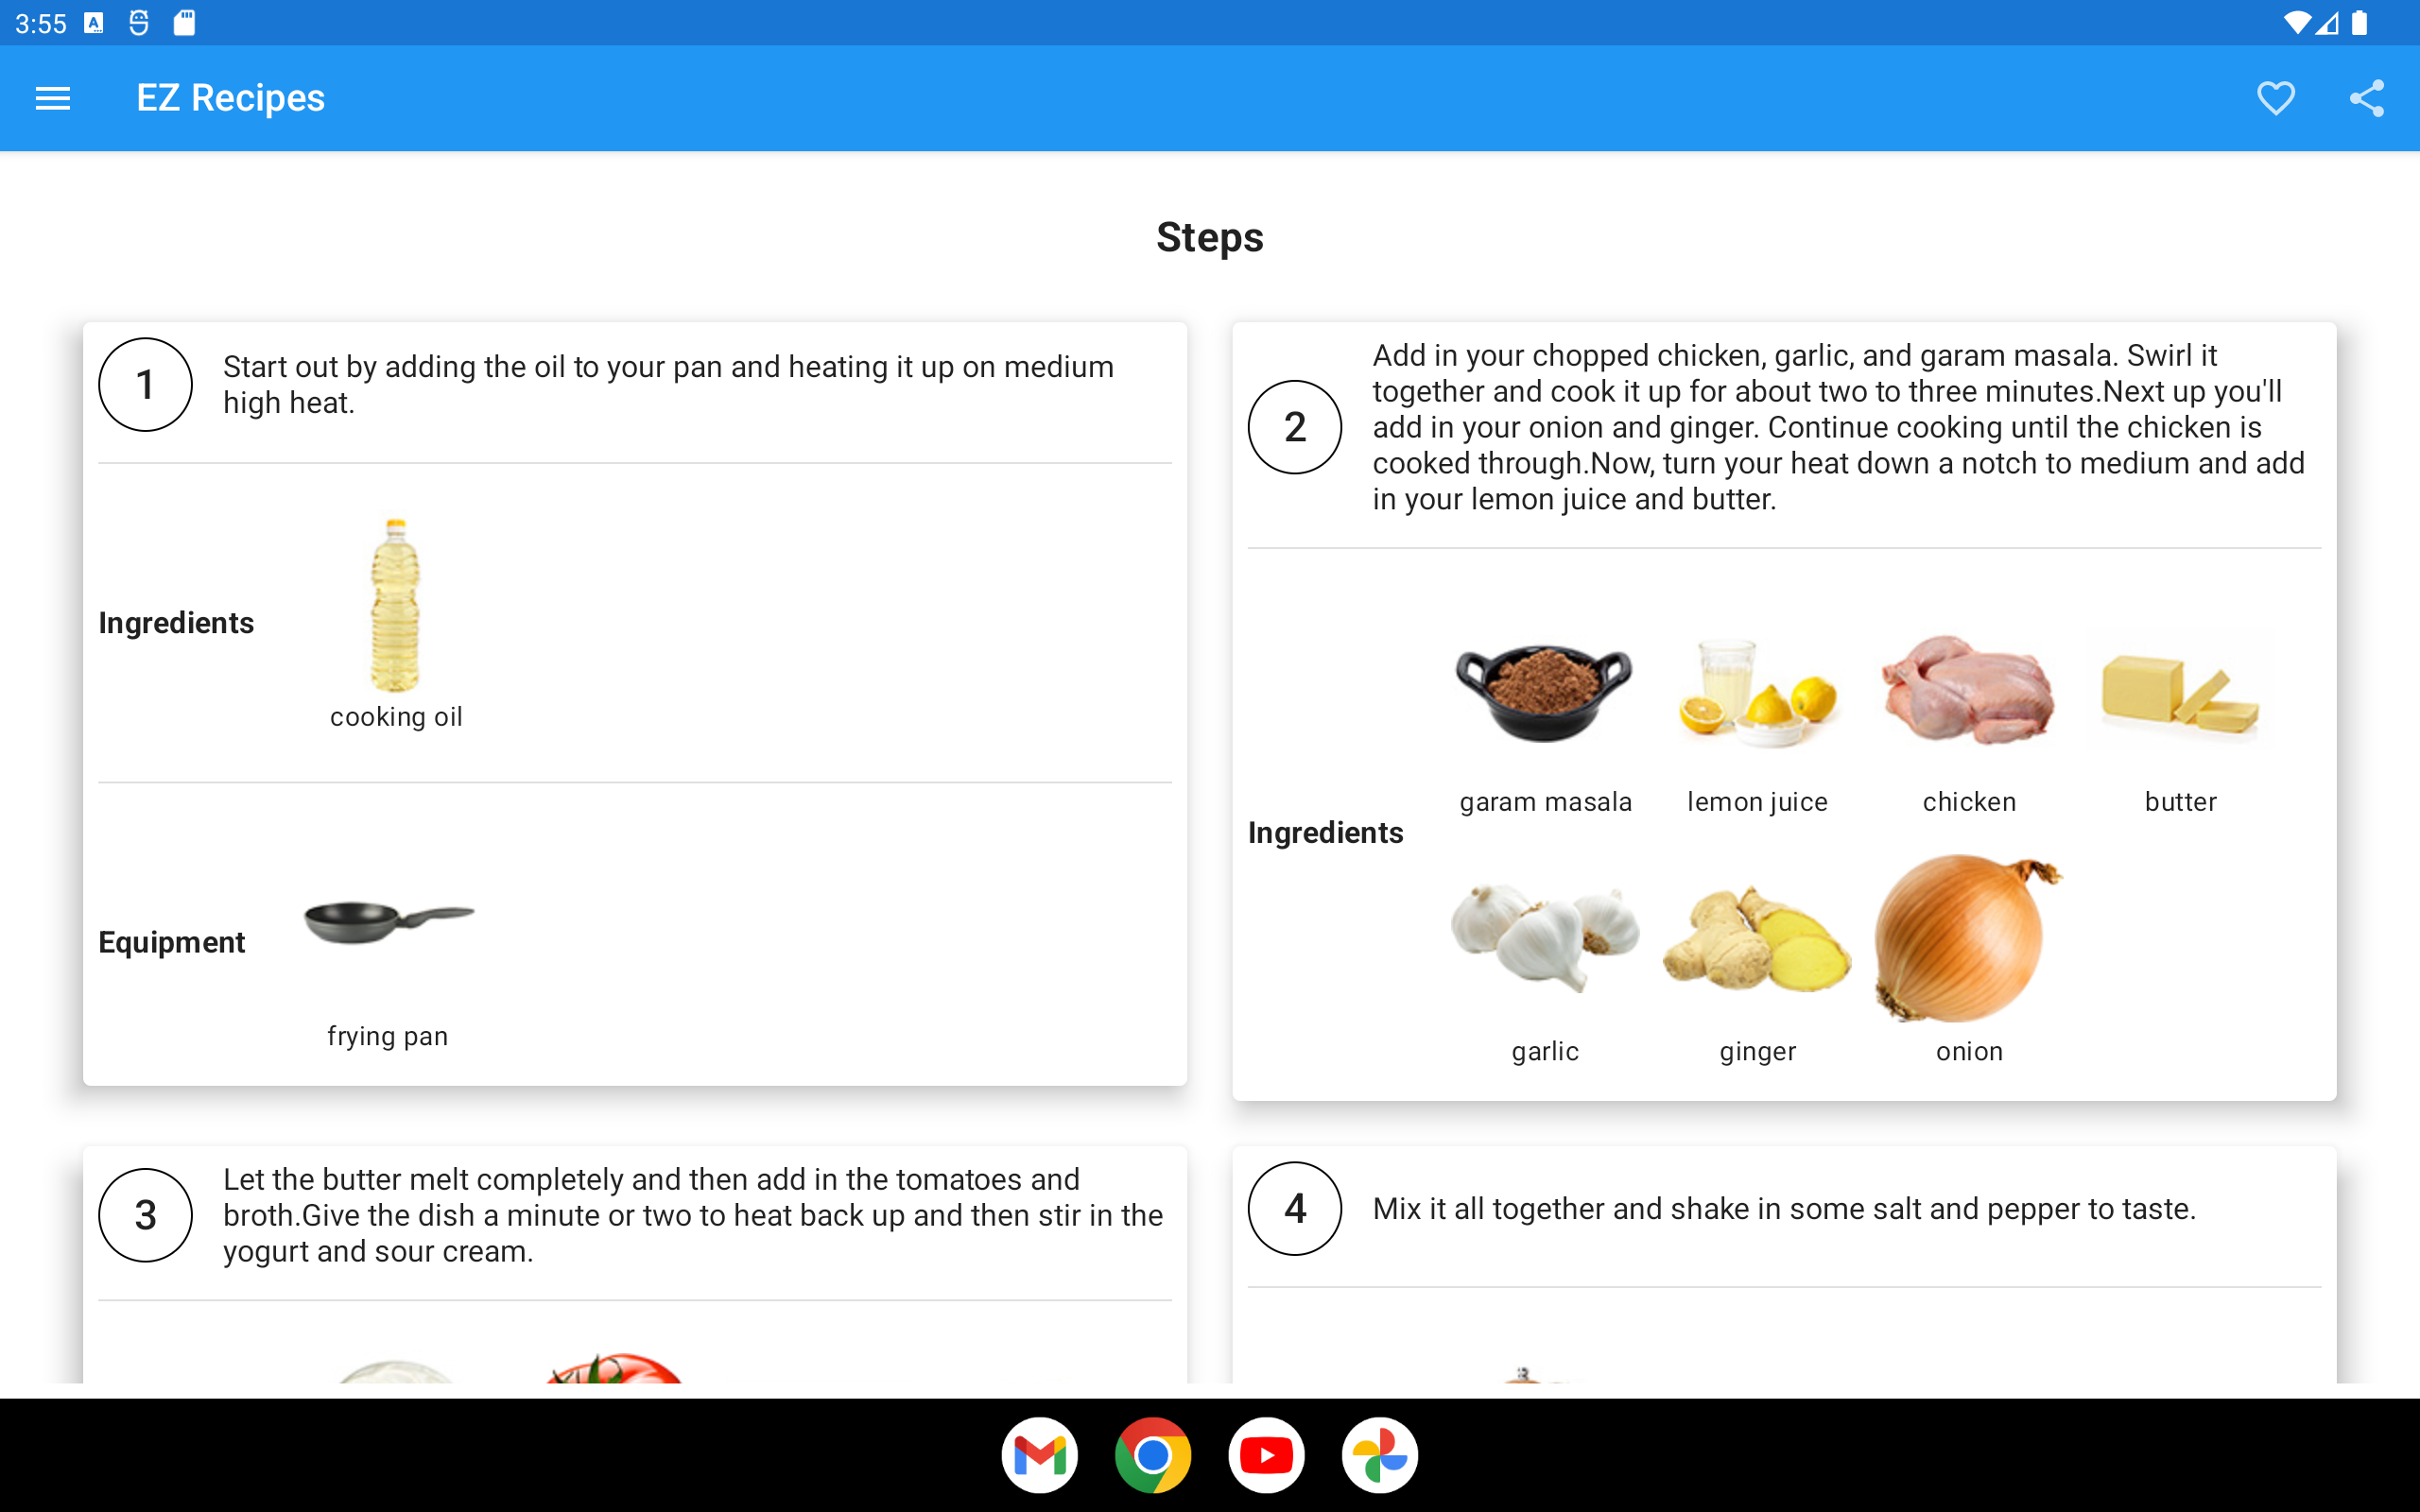 3:55
EZ Recipes
Steps
1
Start out by adding the oil to your pan and heating it up on medium
high heat.
Ingredients
cooking oil
Equipment
frying pan
2
Add in your chopped chicken, garlic, and garam masala. Swirl it
together and cook it up for about two to three minutes.Next up you'll
add in your onion and ginger. Continue cooking until the chicken is
cooked through.Now, turn your heat down a notch to medium and add
in your lemon juice and butter.
Ingredients
garam masala
lemon juice
chicken
butter
garlic
ginger
onion
3
Let the butter melt completely and then add in the tomatoes and
broth.Give the dish a minute or two to heat back up and then stir in the
yogurt and sour cream.
4
Mix it all together and shake in some salt and pepper to taste.